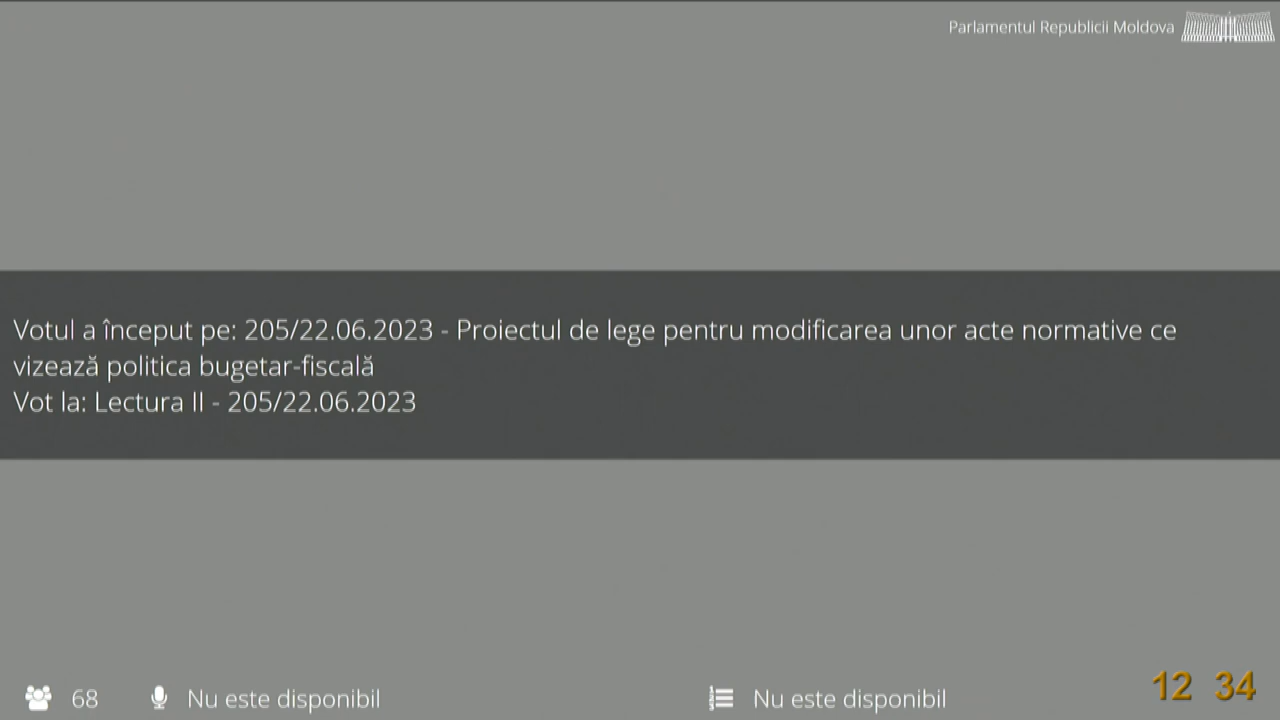 Parlamentul Republicii Moldova
Votul a început pe: 205/22.06.2023 - Proiectul de lege pentru modificarea unor acte normative ce
vizează politica bugetar-fiscală
Vot la: Lectura II - 205/22.06.2023
68 Nu este disponibil Nu este disponibil 12 34